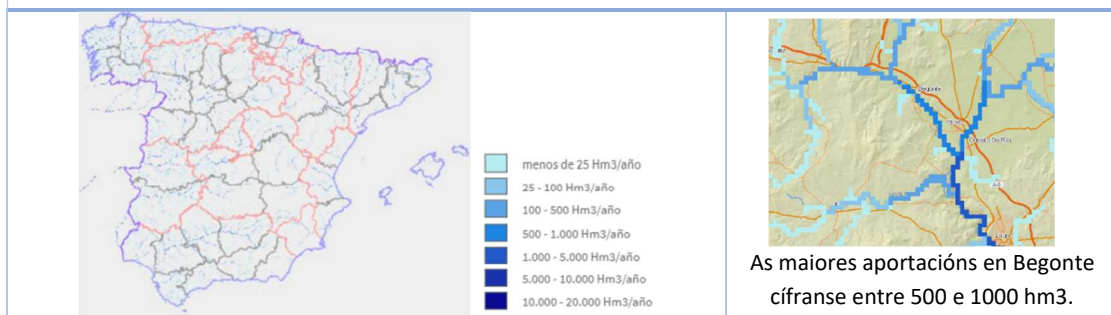 menos de 25 Hm3/año
25 - 100 Hm3/año
100 - 500 Hm3/año
500 - 1.000 Hm3/año
1.000 - 5.000 Hm3/año
5.000 - 10.000 Hm3/año
10.000 - 20.000 Hm3/año
Begonte
As maiores aportacións en Begonte
cífranse entre 500 e 1000 hm3.